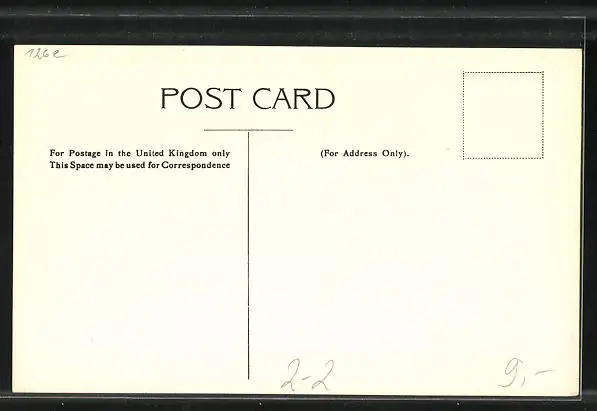 126e
POST CARD
For Postage in the United Kingdom only
This Space may be used for Correspondence
(For Address Only).
2-2
9,-